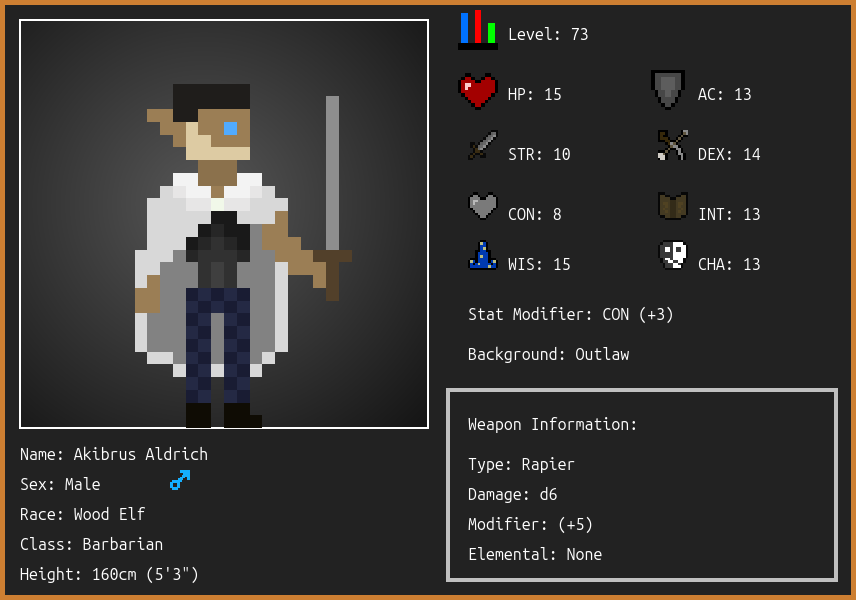 Level: 73
HP: 15
AC: 13
STR: 10
DEX: 14
CON: 8
INT: 13
WIS: 15
CHA: 13
Stat Modifier: CON (+3)
Background: Outlaw
Weapon Information:
Type: Rapier
Damage: d6
Modifier: (+5)
Elemental: None
Name: Akibrus Aldrich
Sex: Male
Race: Wood Elf
Class: Barbarian
Height: 160cm (5'3")